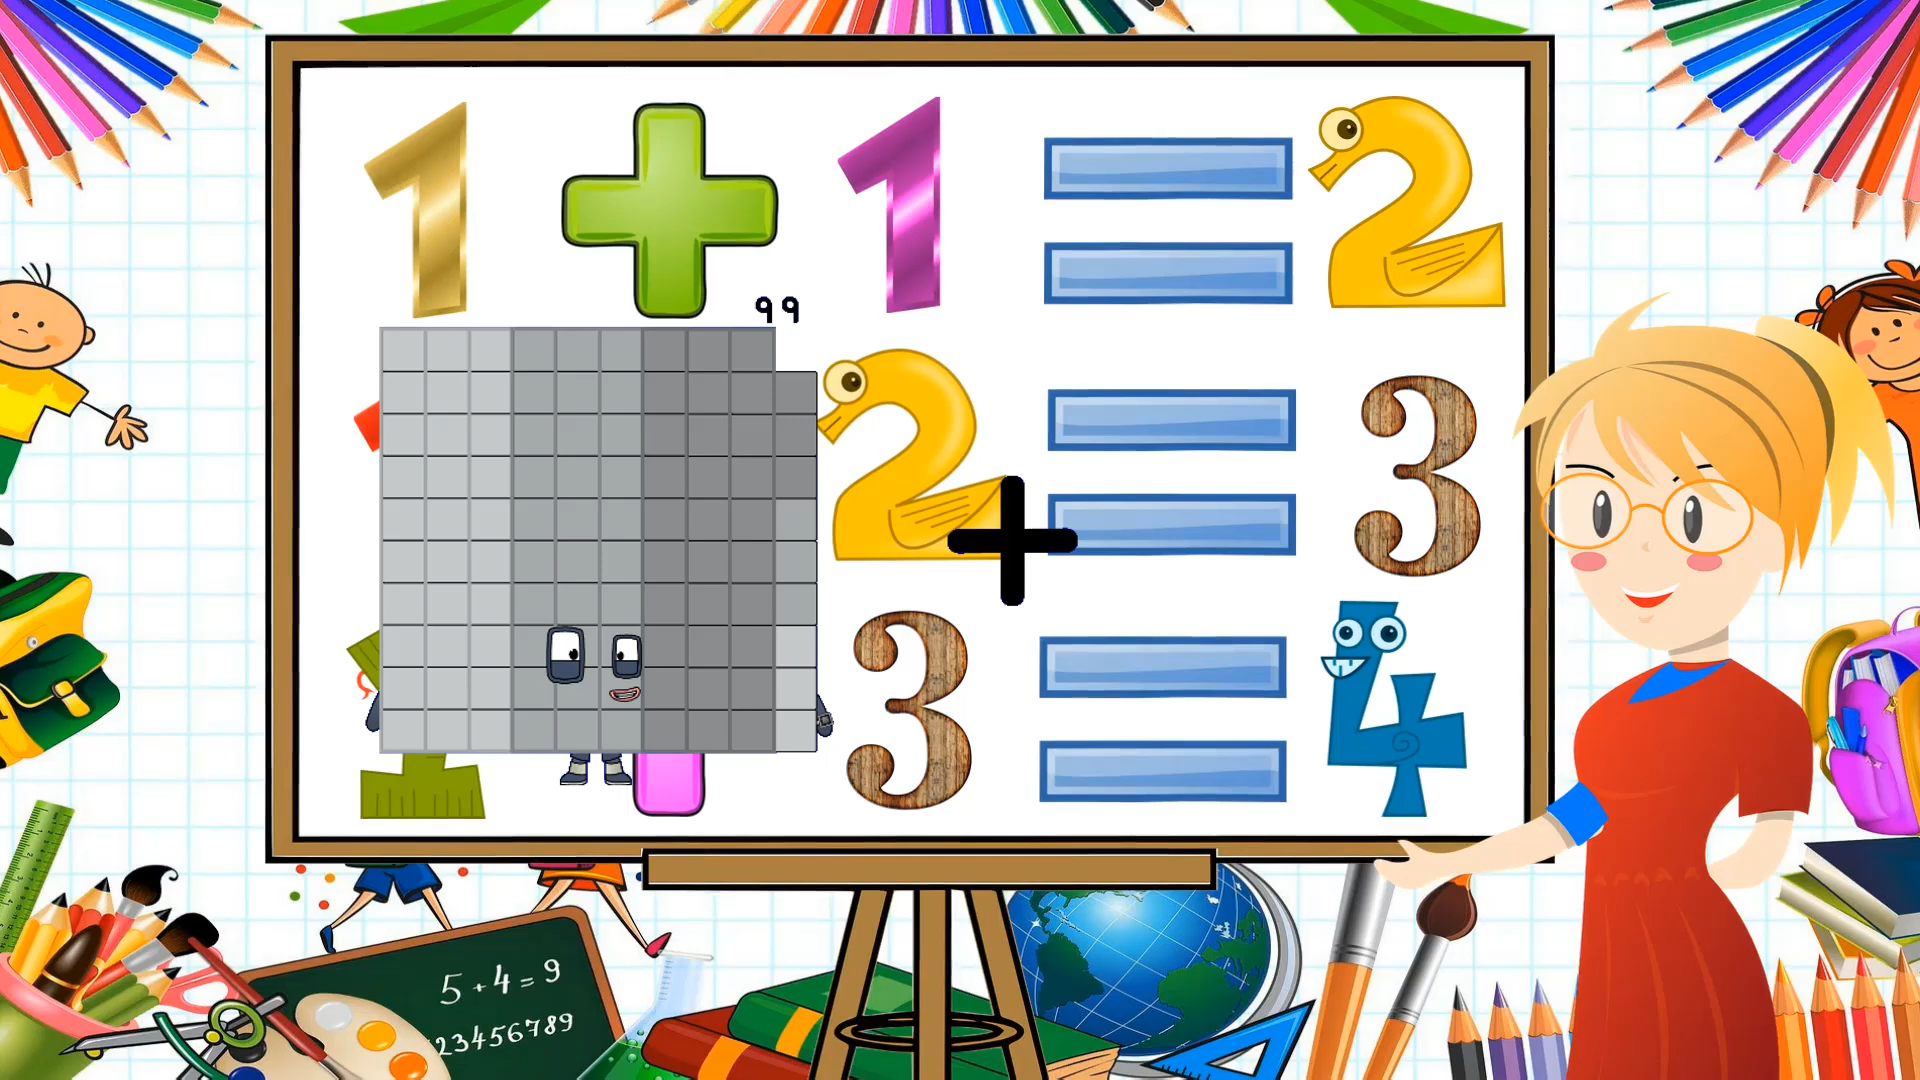 1 + 1 = 2
99
2 = 3
+
3 = 4
5 + 4 = 9
23456789